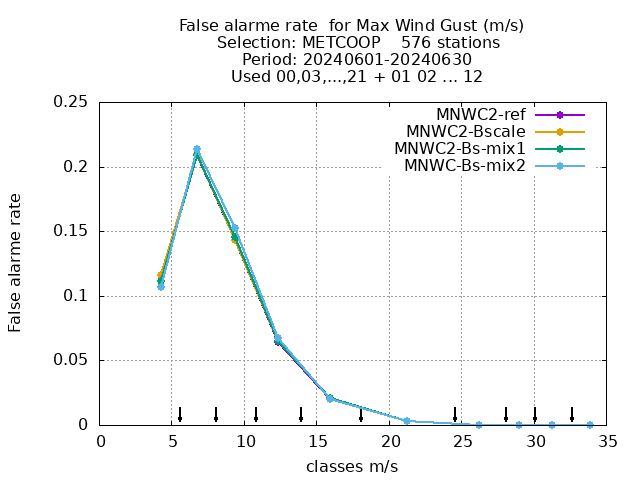 False alarme rate  for Max Wind Gust (m/s)
Selection: METCOOP    576 stations
Period: 20240601-20240630
Used 00,03,...,21 + 01 02 ... 12
MNWC2-ref
MNWC2-Bscale
MNWC2-Bs-mix1
MNWC-Bs-mix2
False alarme rate
0.25
0.2
0.15
0.1
0.05
0
0 5 10 15 20 25 30 35
classes m/s